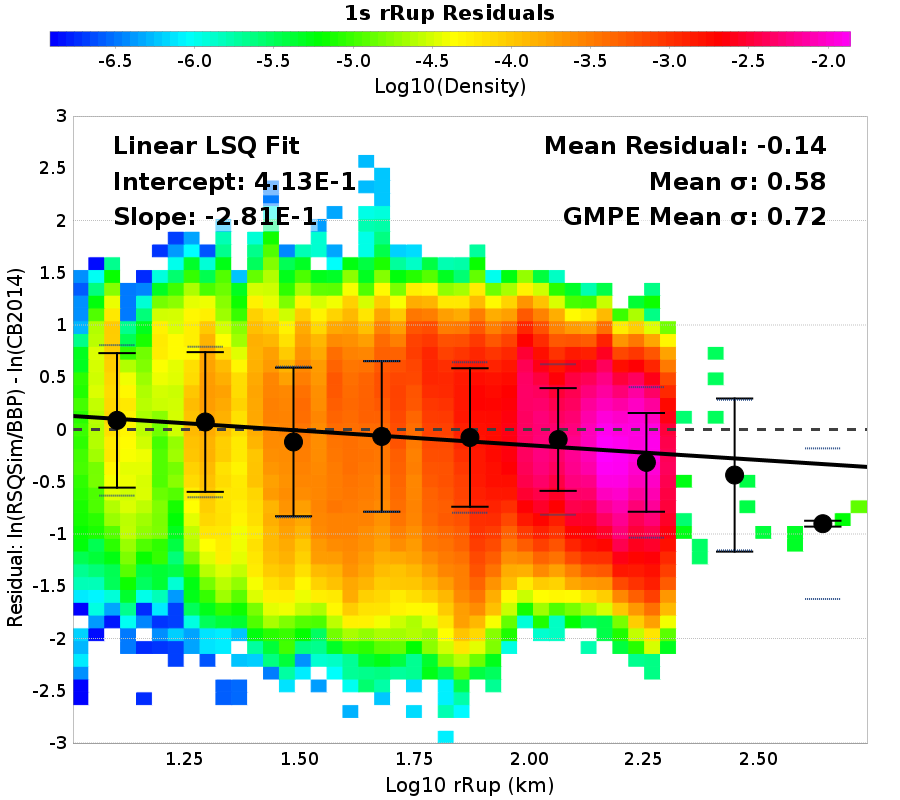 1s rRup Residuals
-6.5 -6.0 -5.5 -5.0 -4.5 -4.0 -3.5 -3.0 -2.5 -2.0
Log10(Density)
Linear LSQ Fit
Intercept: 4.13E-1
Slope: -2.81E-1
Mean Residual: -0.14
Mean σ: 0.58
GMPE Mean σ: 0.72
Residual: ln(RSQSim/BBP) - ln(CB2014)
3
2.5
2
1.5
1
0.5
0
-0.5
-1
-1.5
-2
-2.5
-3
1.25 1.50 1.75 2.00 2.25 2.50
Log10 rRup (km)